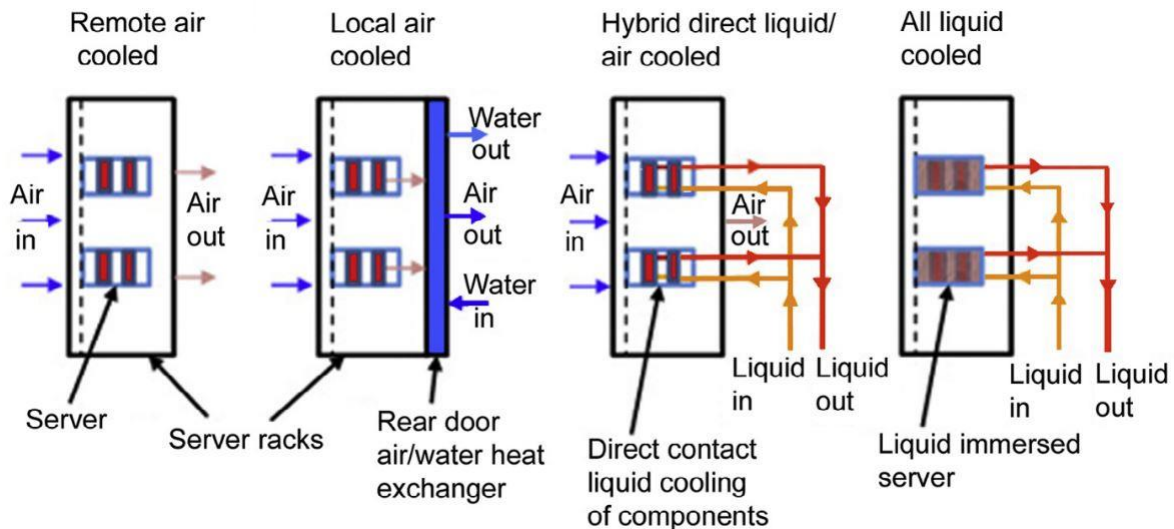 Remote air
cooled
Local air
cooled
Hybrid direct liquid/
air cooled
All liquid
cooled
Air
in
Air
out
Water
out
Air
out
Water
in
Air
in
Air
out
Liquid
in
Liquid
out
Liquid
in
Liquid
out
Server
Server racks
Rear door
air/water heat
exchanger
Direct contact
liquid cooling
of components
Liquid immersed
server